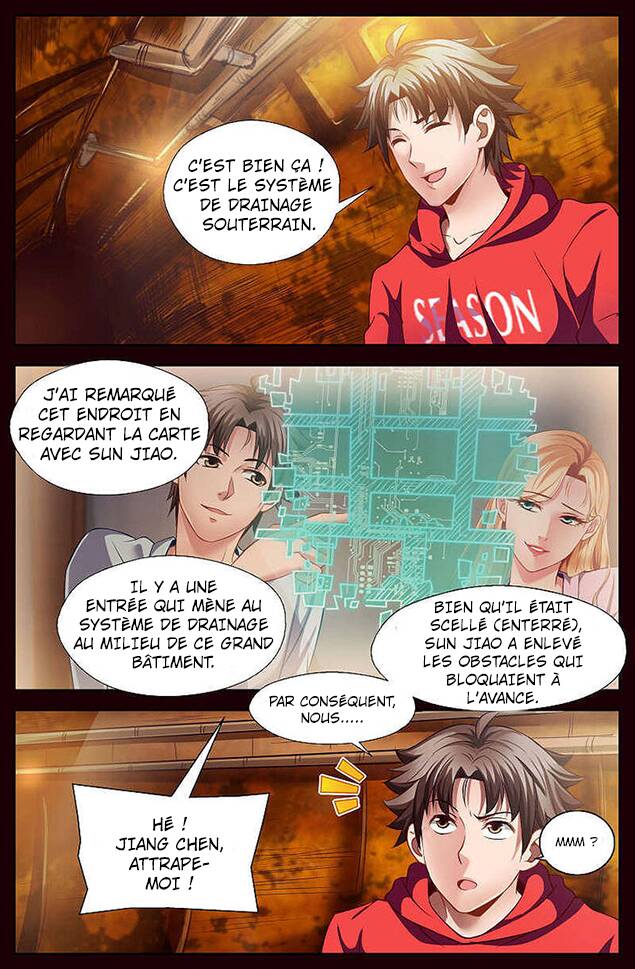 C'EST BIEN ÇA !
C'EST LE SYSTÈME
DE DRAINAGE
SOUTERRAIN.
SEASON
J'AI REMARQUÉ
CET ENDROIT EN
REGARDANT LA CARTE
AVEC SUN JIAO.
IL Y A UNE
ENTRÉE QUI MÈNE AU
SYSTÈME DE DRAINAGE
AU MILIEU DE CE GRAND
BÂTIMENT.
BIEN QU'IL ÉTAIT
SCELLÉ (ENTERRÉ),
SUN JIAO A ENLEVÉ
LES OBSTACLES QUI
BLOQUAIENT À
L'AVANCE.
PAR CONSÉQUENT,
NOUS.....
HÉ !
JIANG CHEN,
ATTRAPE-
MOI !
MMM ?